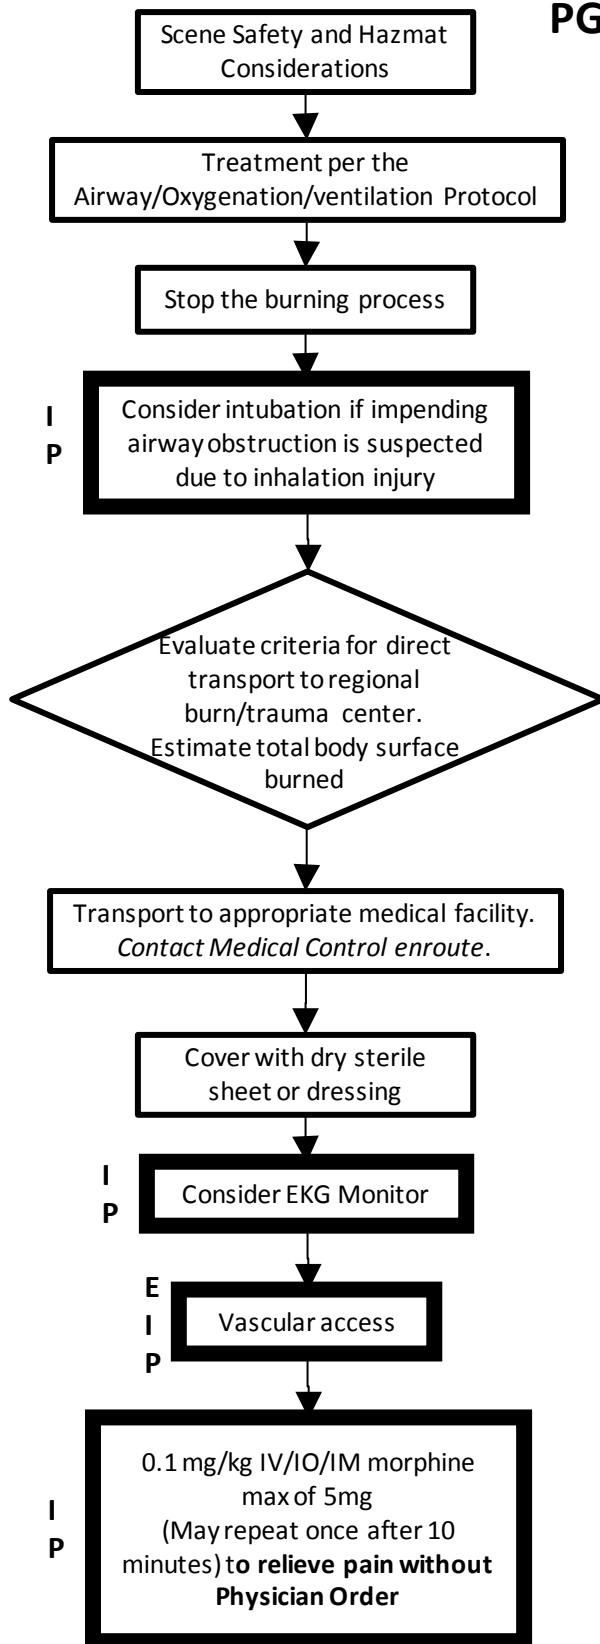 PG
Scene Safety and Hazmat
Considerations
Treatment per the
Airway/Oxygenation/ventilation Protocol
Stop the burning process
I
P
Consider intubation if impending
airway obstruction is suspected
due to inhalation injury
Evaluate criteria for direct
transport to regional
burn/trauma center.
Estimate total body surface
burned
Transport to appropriate medical facility.
Contact Medical Control enroute.
Cover with dry sterile
sheet or dressing
I
P
Consider EKG Monitor
E
I
P
Vascular access
I
P
0.1 mg/kg IV/IO/IM morphine
max of 5mg
(May repeat once after 10
minutes) to relieve pain without
Physician Order